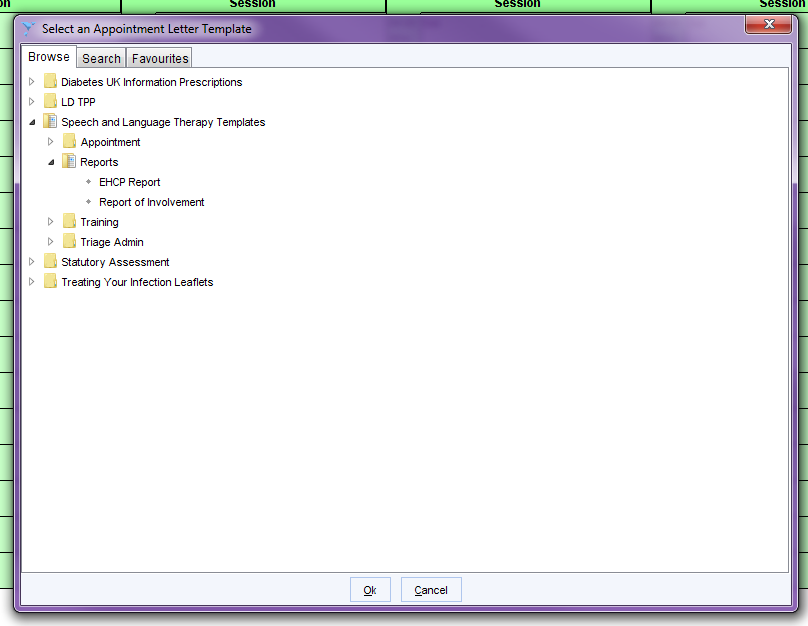 on Session Session Session
Select an Appointment Letter Template
Browse Search Favourites
Diabetes UK Information Prescriptions
LD TPP
Speech and Language Therapy Templates
Appointment
Reports
EHCP Report
Report of Involvement
Training
Triage Admin
Statutory Assessment
Treating Your Infection Leaflets
Ok Cancel